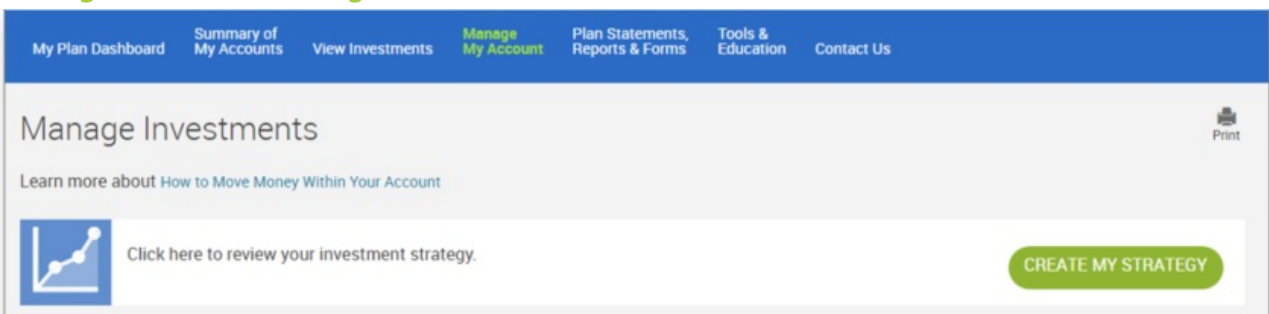 My Plan Dashboard
Summary of
My Accounts
View Investments
Manage
My Account
Plan Statements,
Reports & Forms
Tools &
Education
Contact Us
Manage Investments
Print
Learn more about How to Move Money Within Your Account
Click here to review your investment strategy.
CREATE MY STRATEGY